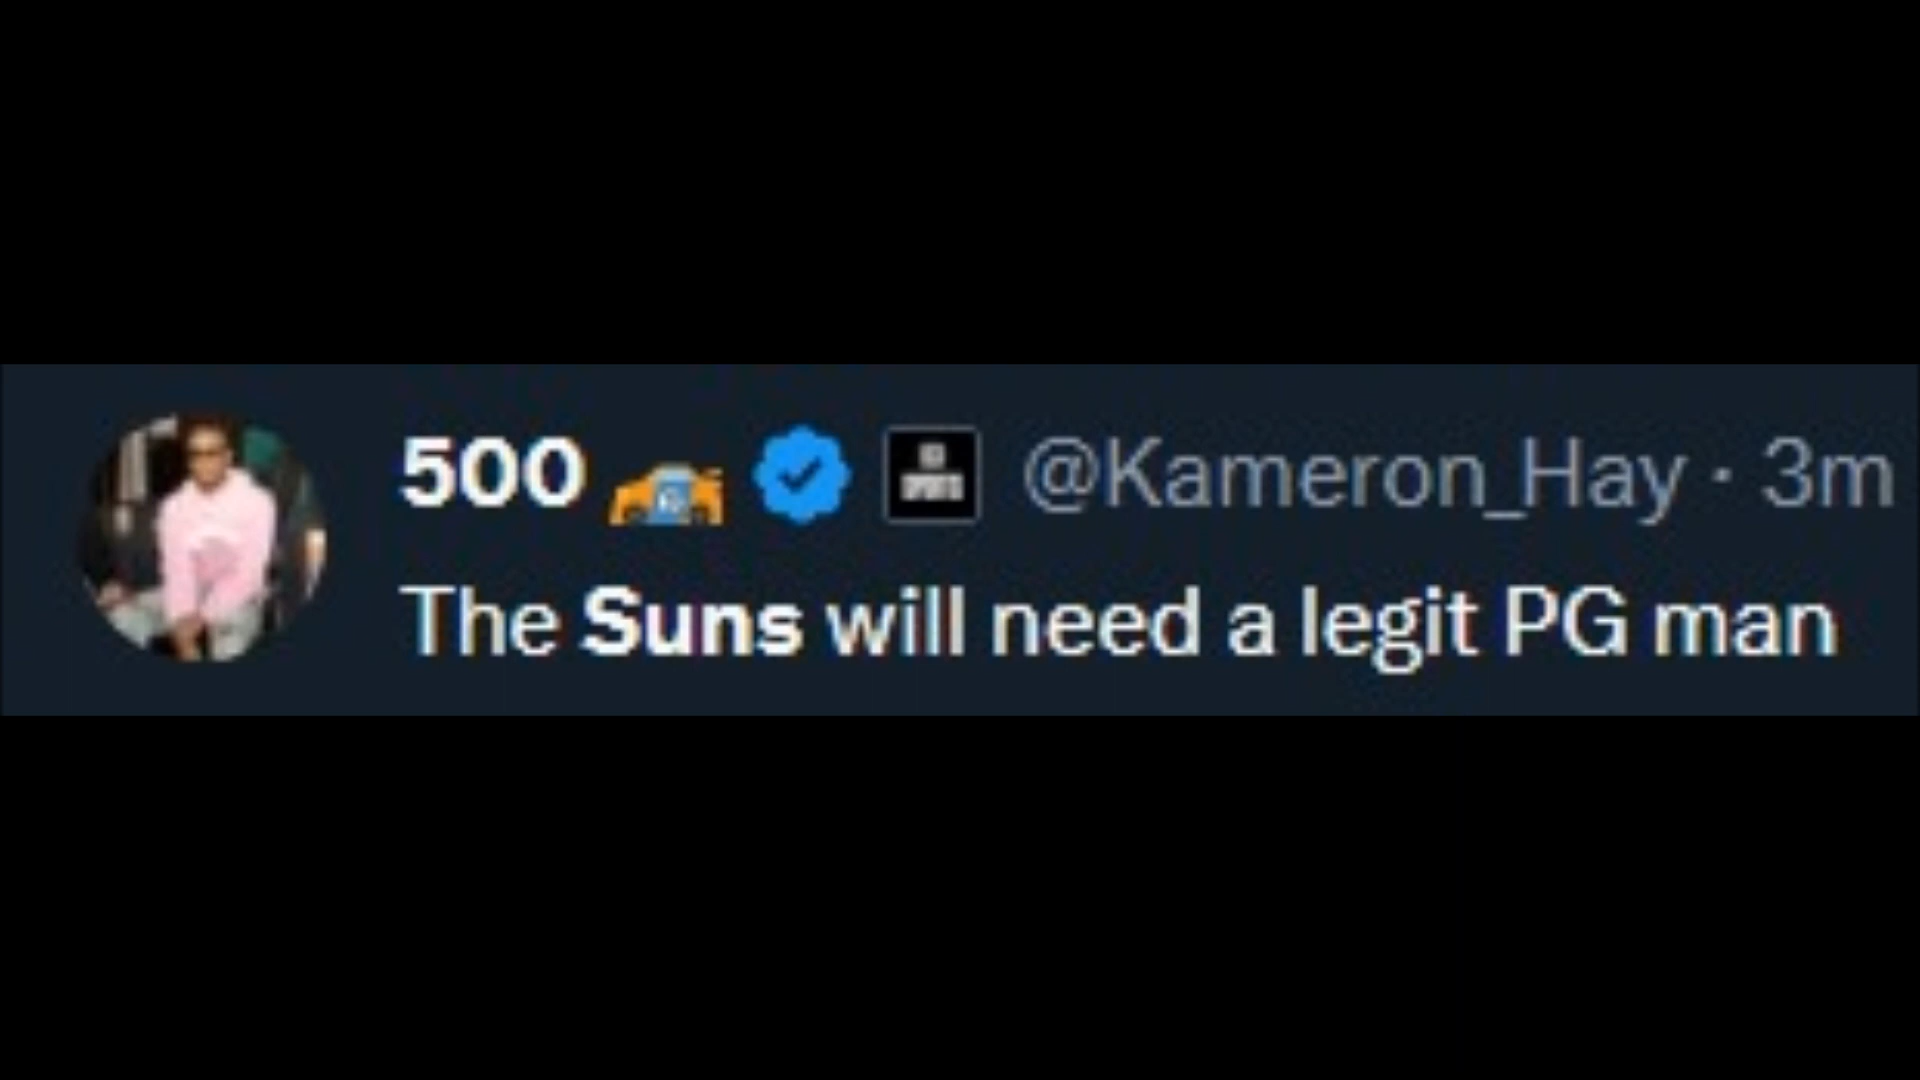 500 @Kameron_Hay · 3m
The Suns will need a legit PG man